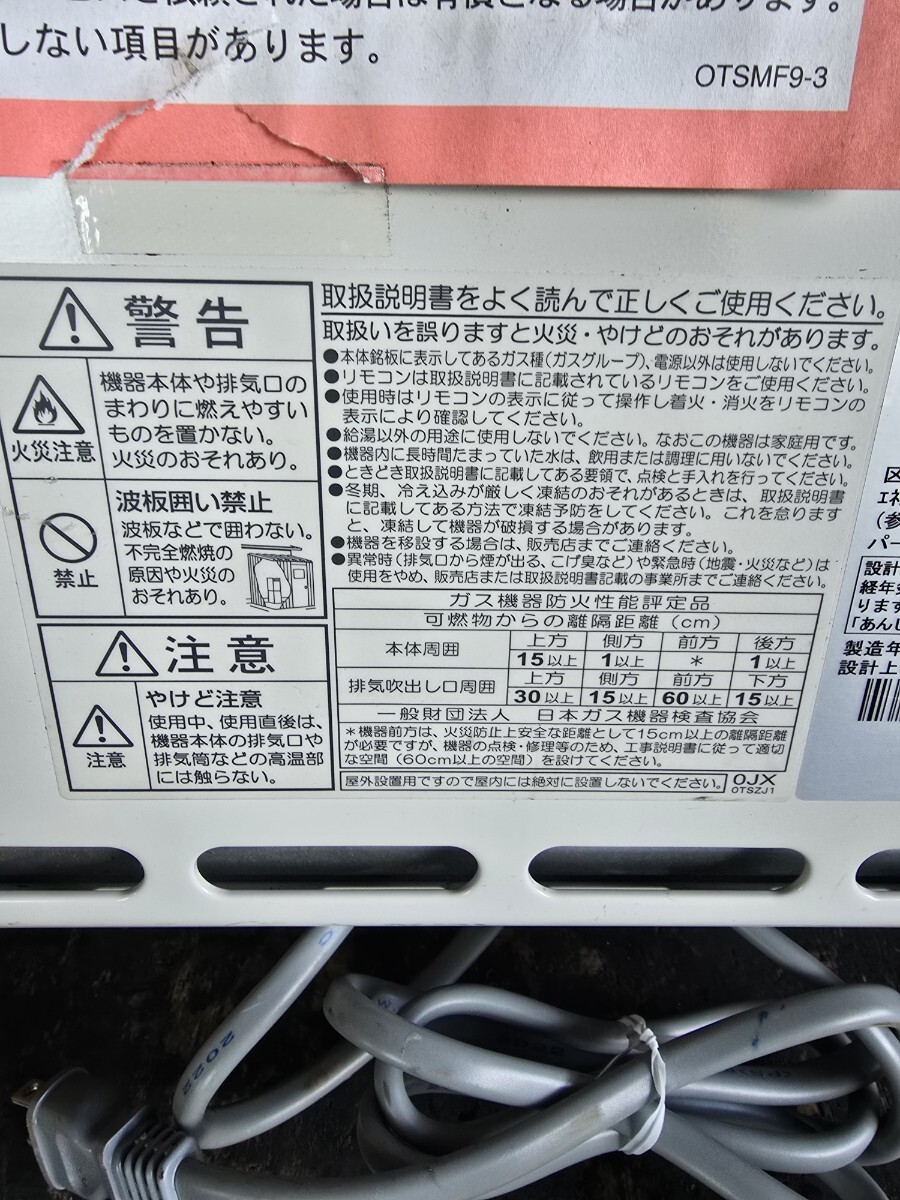 しない項目があります。
OTSMF9-3
警告
火災注意
機器本体や排気口の
まわりに燃えやすい
ものを置かない。
火災のおそれあり。
禁止
波板囲い禁止
波板などで囲わない。
不完全燃焼の
原因や火災の
おそれあり。
注意
注意
やけど注意
使用中、使用直後は、
機器本体の排気口や
排気筒などの高温部
には触らない。
取扱説明書をよく読んで正しくご使用ください。
取扱いを誤りますと火災・やけどのおそれがあります。
●本体銘板に表示してあるガス種(ガスグループ)、電源以外は使用しないでください。
●リモコンは取扱説明書に記載されているリモコンをご使用ください。
●使用時はリモコンの表示に従って操作し着火・消火をリモコンの
表示により確認してください。
●給湯以外の用途に使用しないでください。なおこの機器は家庭用です。
●機器内に長時間たまっていた水は、飲用または調理に用いないでください。
●ときどき取扱説明書に記載してある要領で、点検と手入れを行ってください。
●冬期、冷え込みが厳しく凍結のおそれがあるときは、取扱説明書
に記載してある方法で凍結予防をしてください。これを怠ります
と、凍結して機器が破損する場合があります。
●機器を移設する場合は、販売店までご連絡ください。
●異常時(排気口から煙が出る、こげ臭など)や緊急時(地震・火災など)は
使用をやめ、販売店または取扱説明書記載の事業所までご連絡ください。
ガス機器防火性能評定品
可燃物からの離隔距離(cm)
本体周囲 上方 側方 前方 後方
15以上 1以上 * 1以上
排気吹出し口周囲 上方 側方 前方 下方
30以上 15以上 60以上 15以上
一般財団法人 日本ガス機器検査協会
*機器前方は、火災防止上安全な距離として15cm以上の離隔距離
が必要ですが、機器の点検・修理等のため、工事説明書に従って適切
な空間(60cm以上の空間)を設けてください。
屋外設置用ですので屋内には絶対に設置しないでください。
0JX
OTSZJ1
(参
パー
設計
経年
ります
「あんし
製造年
設計上
2022